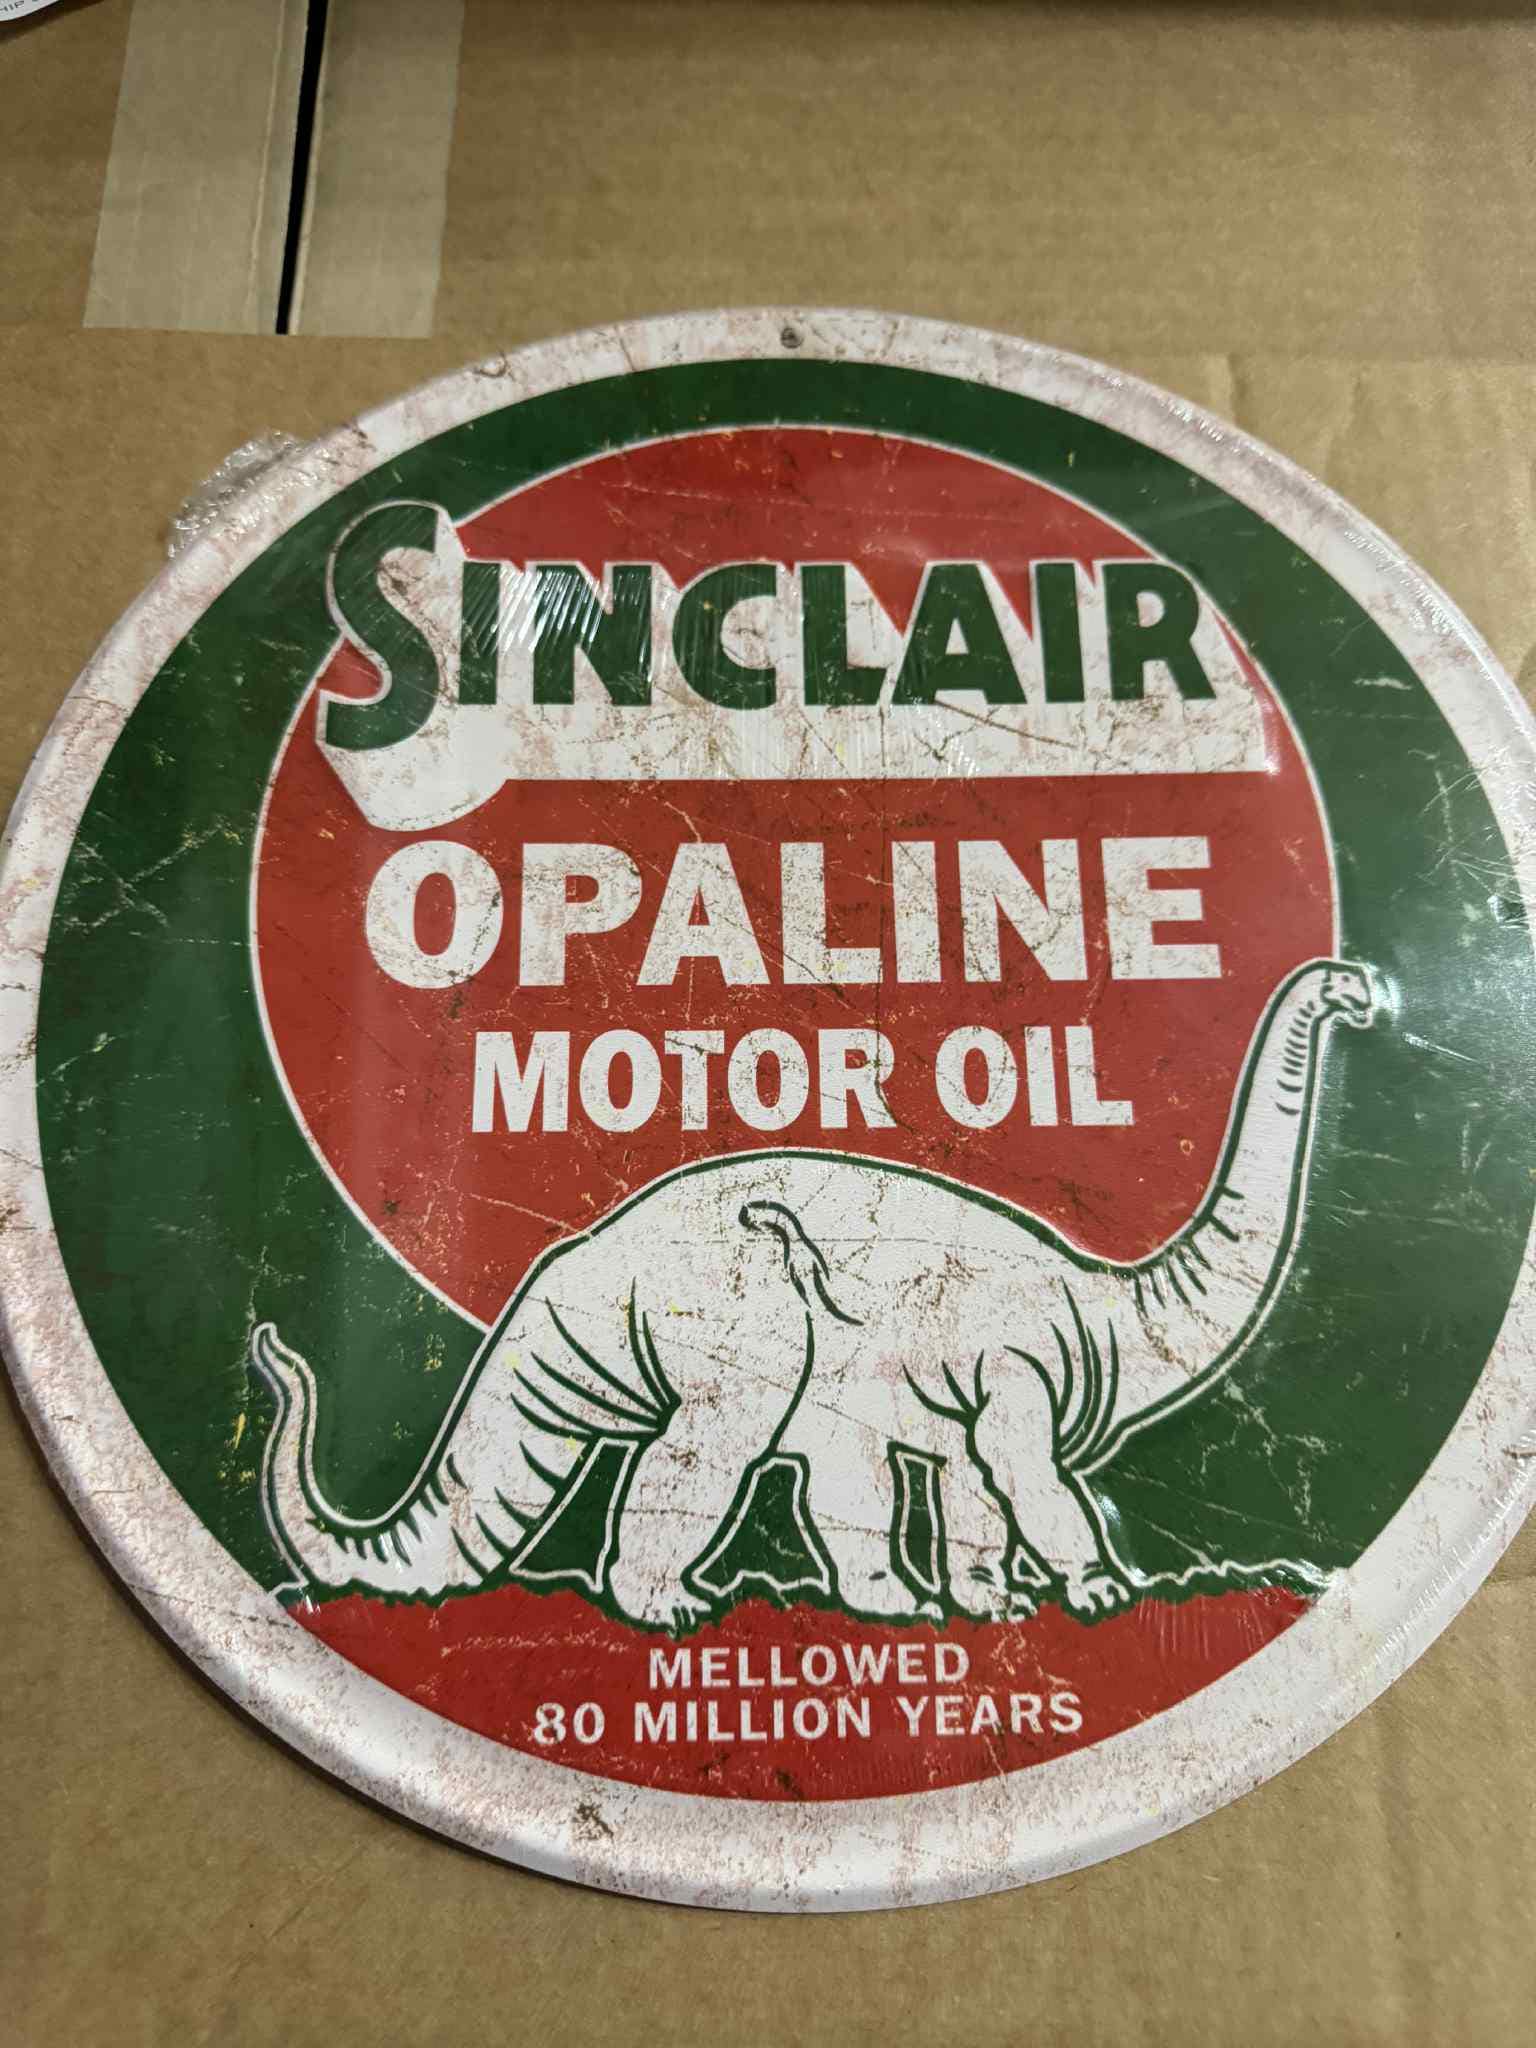 SINCLAIR
OPALINE
MOTOR OIL
MELLOWED
80 MILLION YEARS